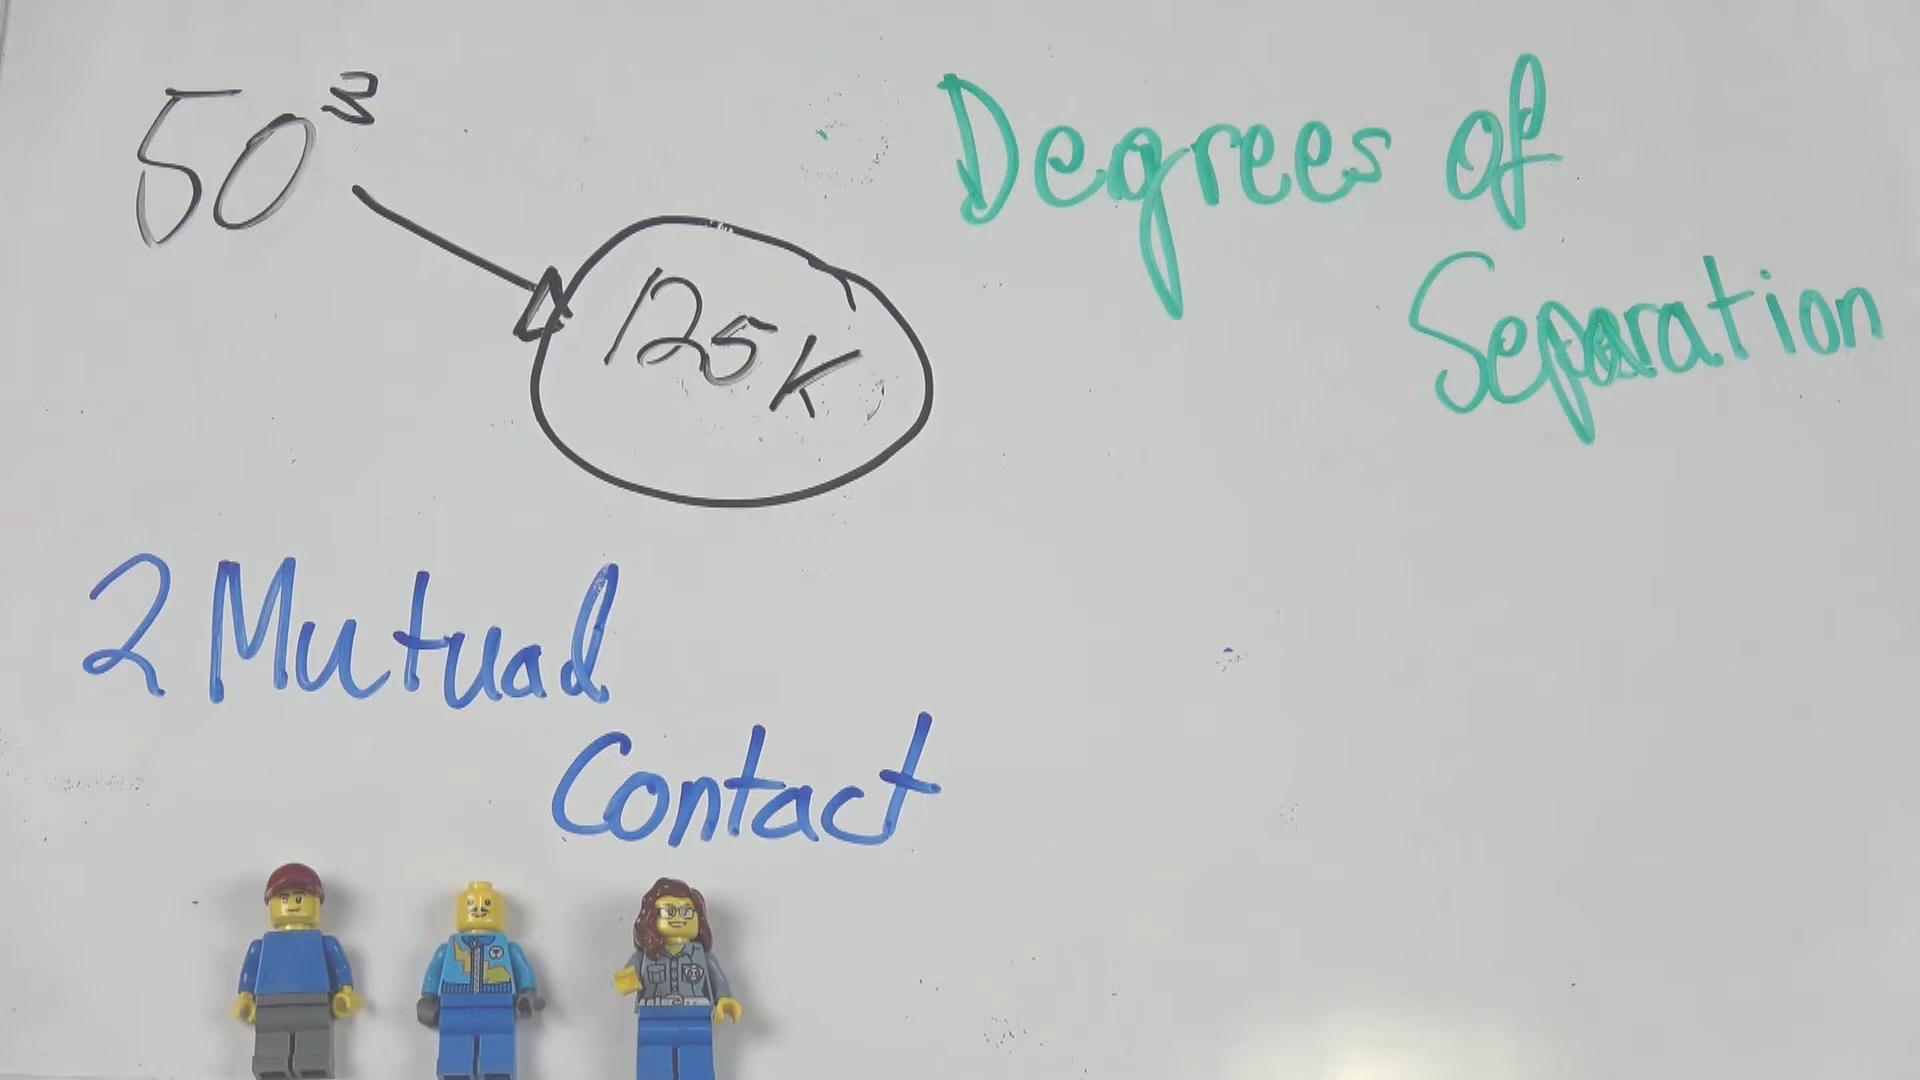 50³
125K
Degrees of
Separation
2 Mutual
Contact